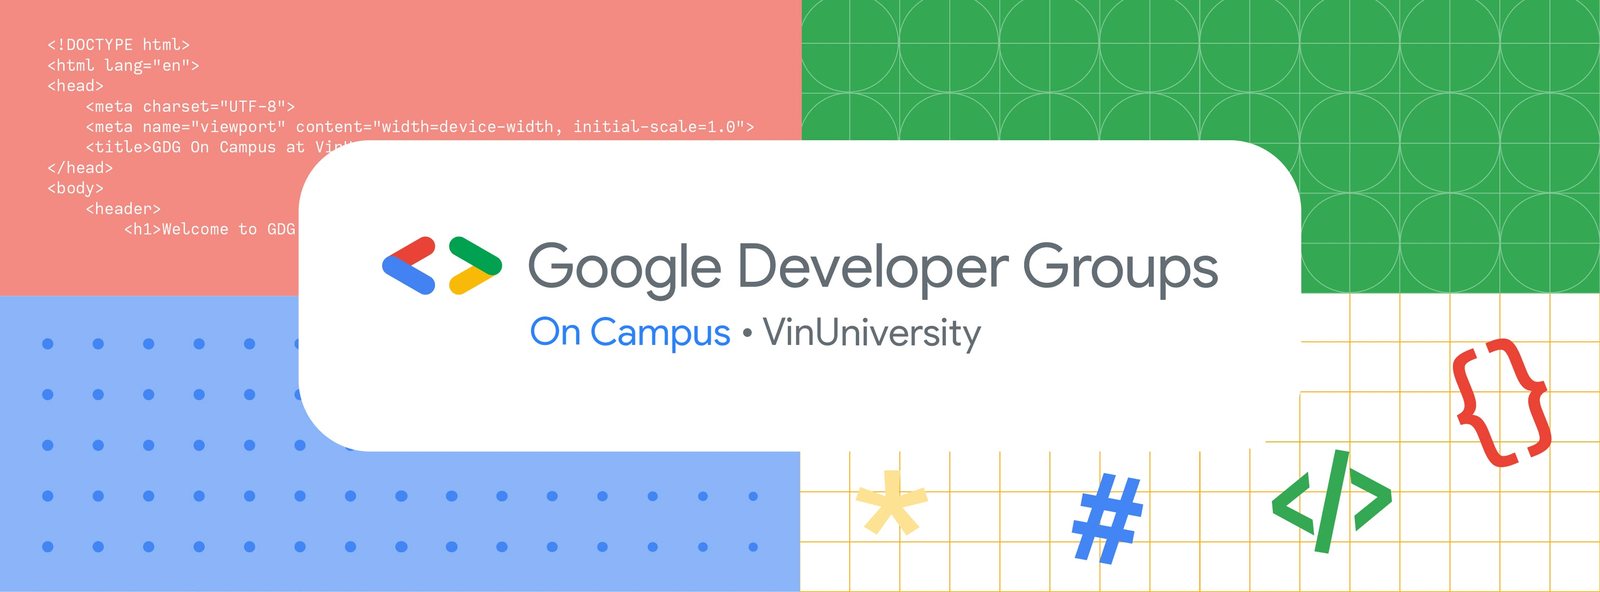 <!DOCTYPE html>
<html lang="en">
<head>
    <meta charset="UTF-8">
    <meta name="viewport" content="width=device-width, initial-scale=1.0">
    <title>GDG On Campus at
</head>
<body>
    <header>
        <h1>Welcome to GDG
Google Developer Groups
On Campus • VinUniversity
*
#
</>
{}